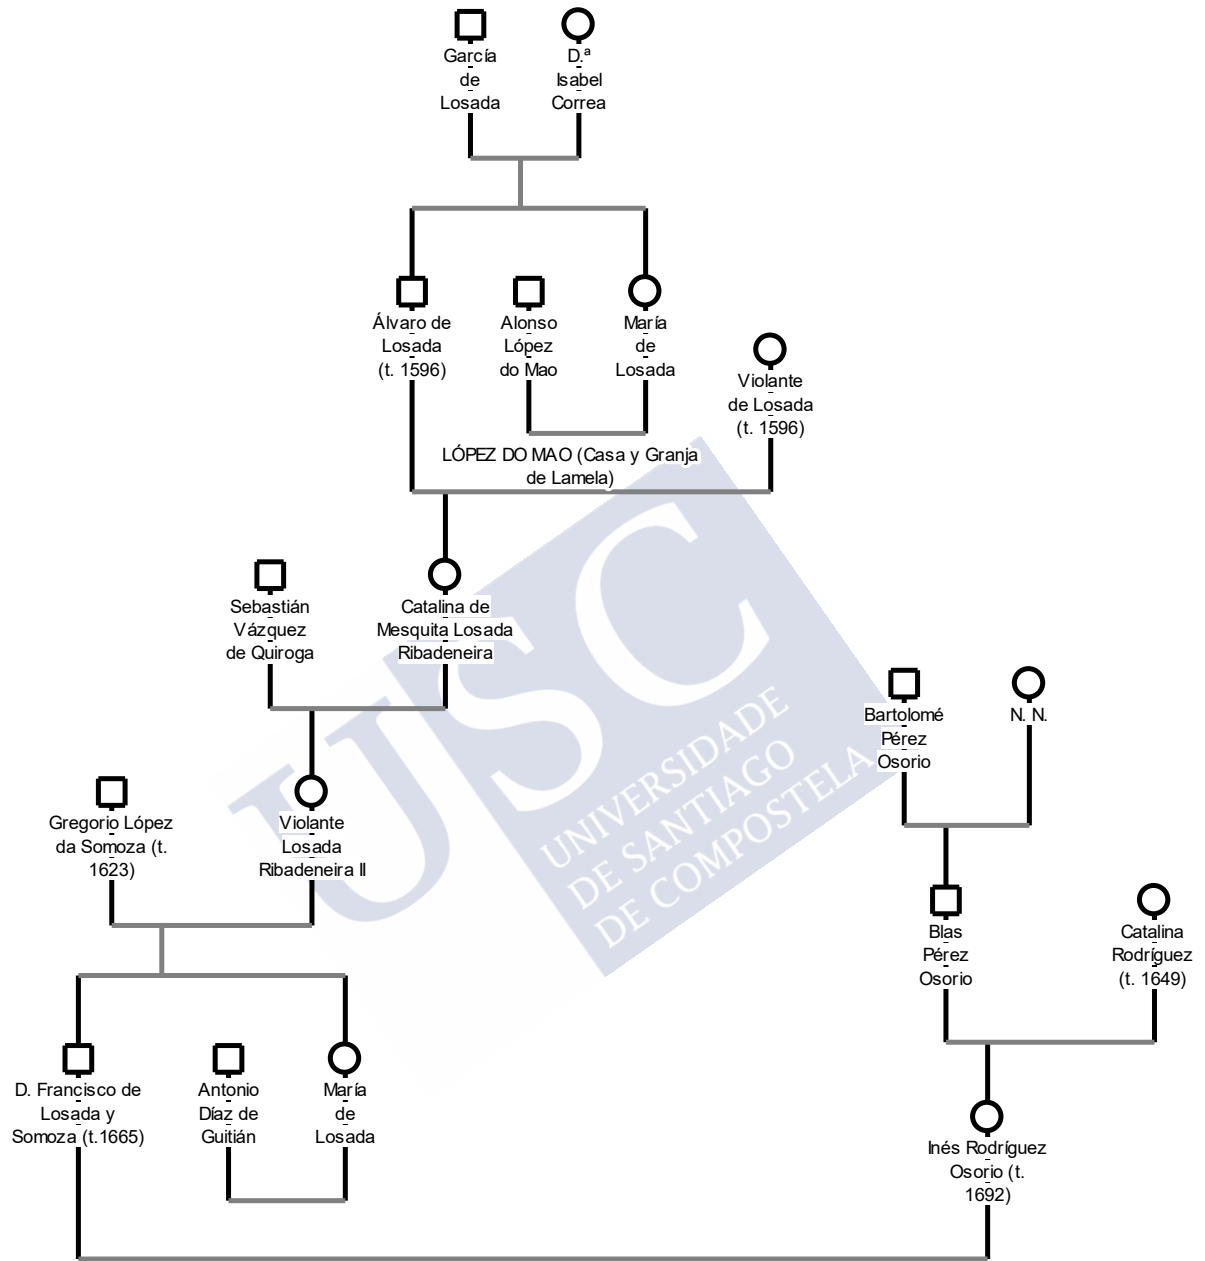 García
de
Losada
D.ª
Isabel
Correa
Álvaro de
Losada
(t. 1596)
Alonso
López
do Mao
María
de
Losada
Violante
de Losada
(t. 1596)
LÓPEZ DO MAO (Casa y Granja
de Lamela)
Sebastián
Vázquez
de Quiroga
Catalina de
Mesquita Losada
Ribadeneira
Bartolomé
Pérez
Osorio
N. N.
Gregorio López
da Somoza (t.
1623)
Violante
Losada
Ribadeneira II
Blas
Pérez
Osorio
Catalina
Rodríguez
(t. 1649)
D. Francisco de
Losada y
Somoza (t.1665)
Antonio
Díaz de
Guitián
María
de
Losada
Inés Rodríguez
Osorio (t.
1692)
USC
UNIVERSIDADE
DE SANTIAGO
DE COMPOSTELA